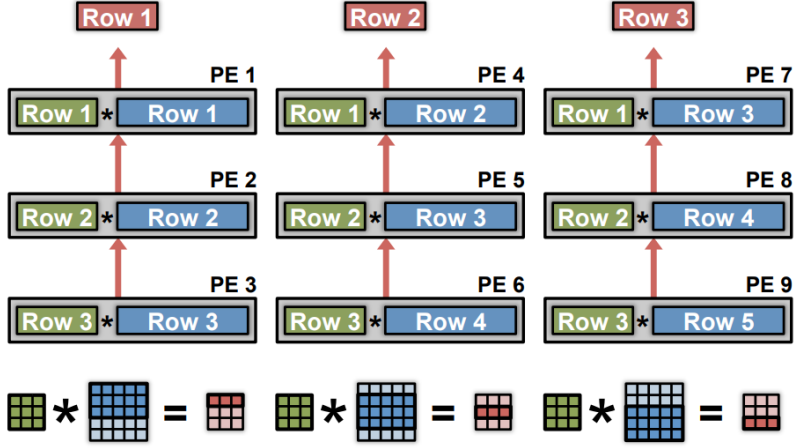 Row 1 Row 2 Row 3
PE 1 PE 4 PE 7
Row 1 * Row 1 Row 1 * Row 2 Row 1 * Row 3
PE 2 PE 5 PE 8
Row 2 * Row 2 Row 2 * Row 3 Row 2 * Row 4
PE 3 PE 6 PE 9
Row 3 * Row 3 Row 3 * Row 4 Row 3 * Row 5
* = * = * =